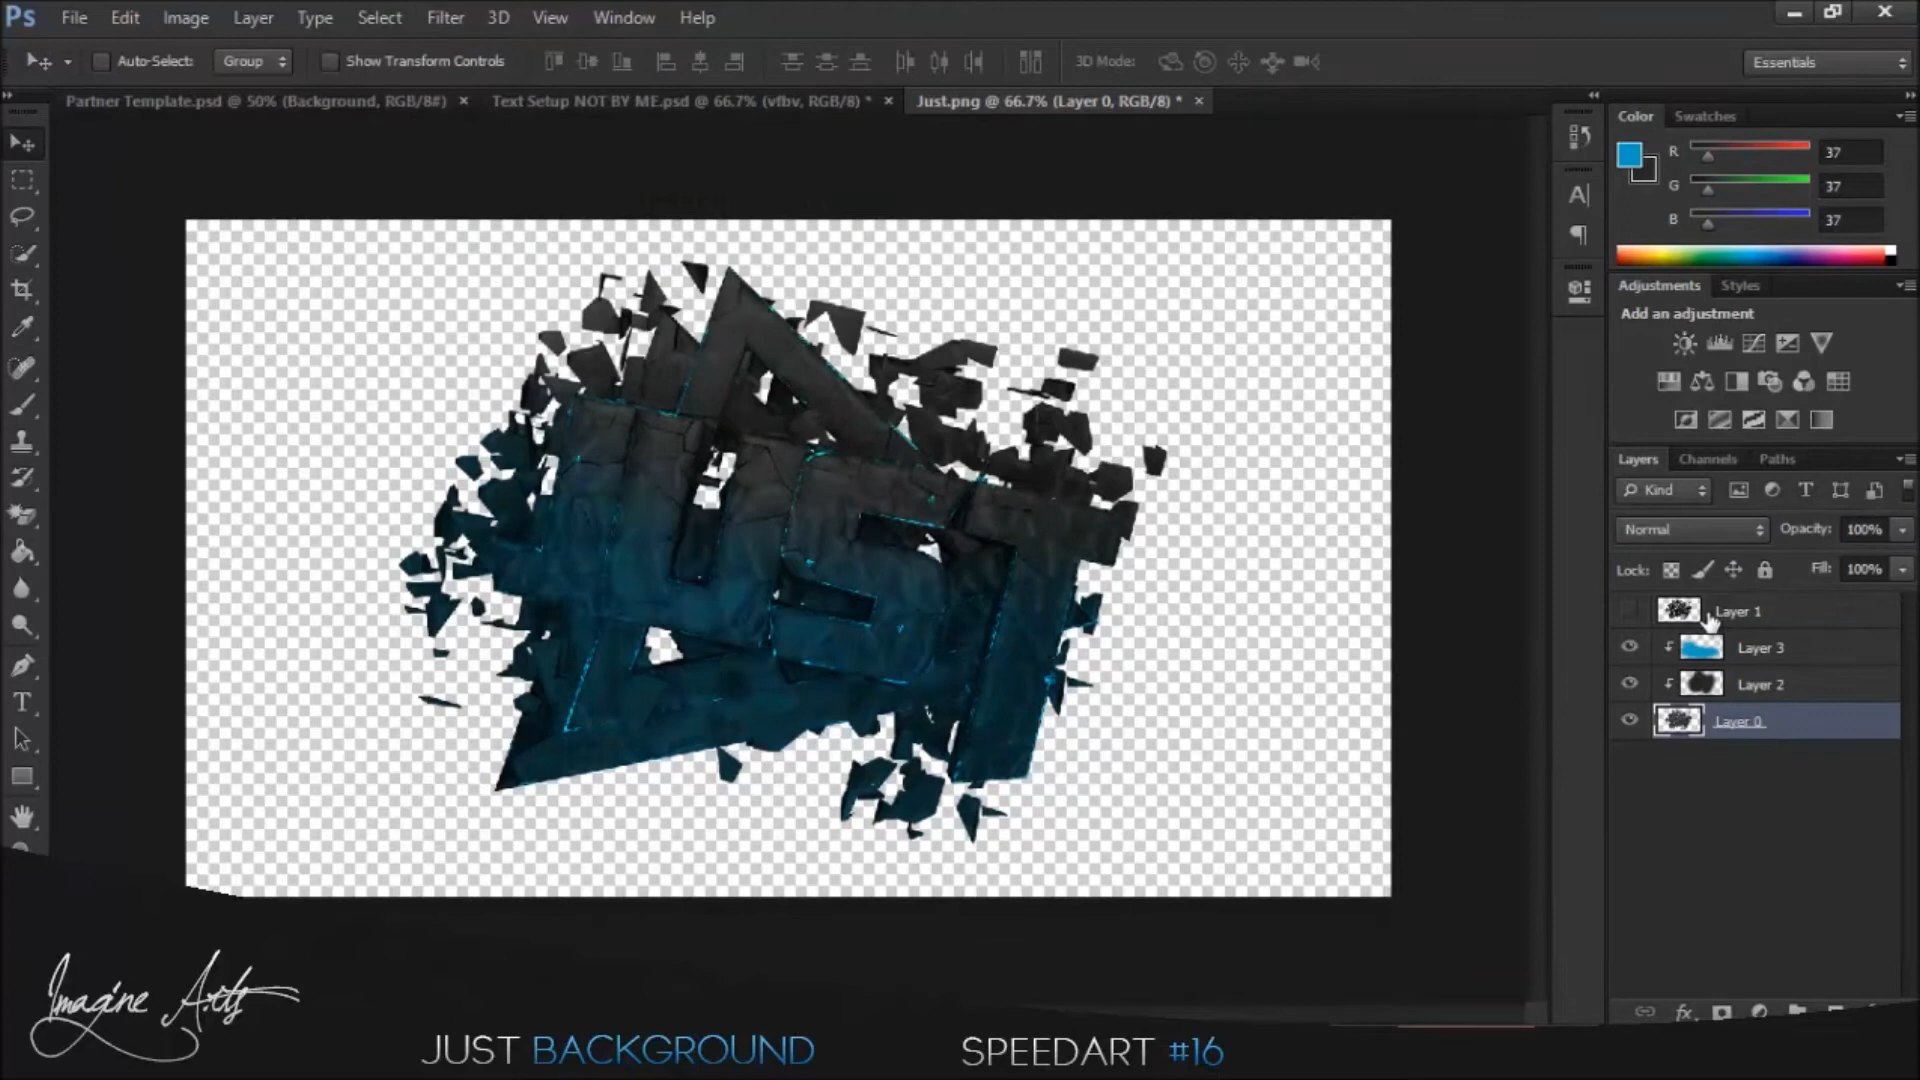 Ps File Edit Image Layer Type Select Filter 3D View Window Help
Auto-Select: Group Show Transform Controls 3D Mode: Essentials
Partner Template.psd @ 50% (Background, RGB/8#) × Text Setup NOT BY ME.psd @ 66.7% (vfbv, RGB/8) * × Just.png @ 66.7% (Layer 0, RGB/8) * ×
Color Swatches
R 37
G 37
B 37
Adjustments Styles
Add an adjustment
Layers Channels Paths
Kind
Normal Opacity: 100%
Lock: Fill: 100%
Layer 1
Layer 3
Layer 2
Layer 0
UST
Imagine Arts
JUST BACKGROUND SPEEDART #16